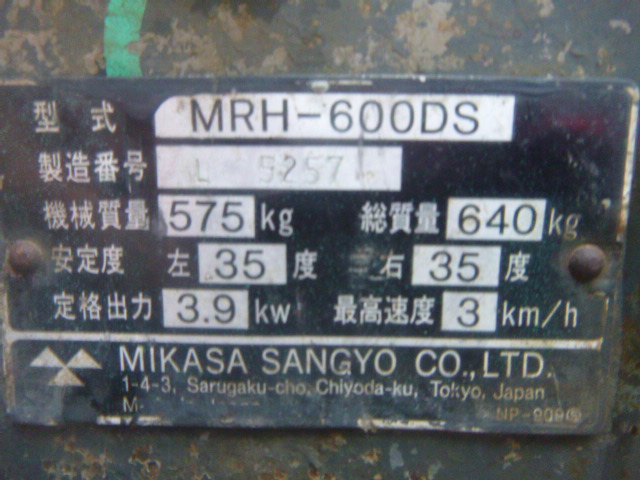 型式 MRH-600DS
製造番号 L 5257
機械質量 575 kg 総質量 640 kg
安定度 左 35 度 右 35 度
定格出力 3.9 kw 最高速度 3 km/h
MIKASA SANGYO CO.,LTD.
1-4-3, Sarugaku-cho, Chiyoda-ku, Tokyo, Japan